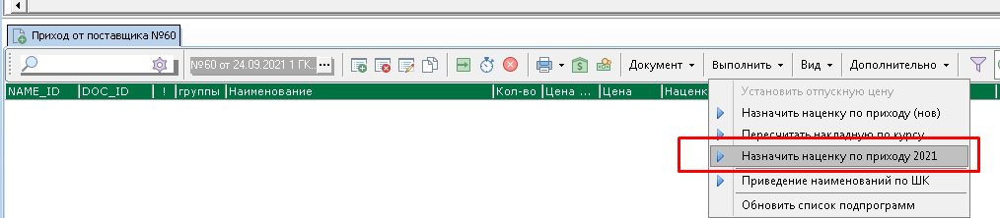 Приход от поставщика №60
№60 от 24.09.2021 1 ГК... ...
Документ Выполнить Вид Дополнительно
NAME_ID DOC_ID ! группы Наименование Кол-во Цена ... Цена Наценк
Установить отпускную цену
Назначить наценку по приходу (нов)
Пересчитать накладную по курсу
Назначить наценку по приходу 2021
Приведение наименований по ШК
Обновить список подпрограмм